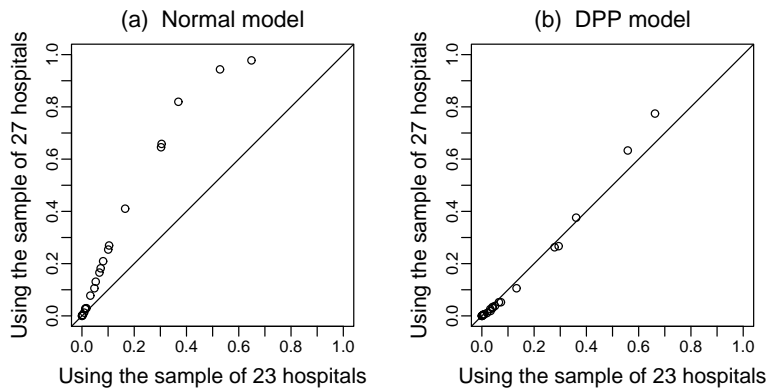 (a) Normal model
Using the sample of 27 hospitals
1.0
0.8
0.6
0.4
0.2
0.0
0.0 0.2 0.4 0.6 0.8 1.0
Using the sample of 23 hospitals
(b) DPP model
Using the sample of 27 hospitals
1.0
0.8
0.6
0.4
0.2
0.0
0.0 0.2 0.4 0.6 0.8 1.0
Using the sample of 23 hospitals